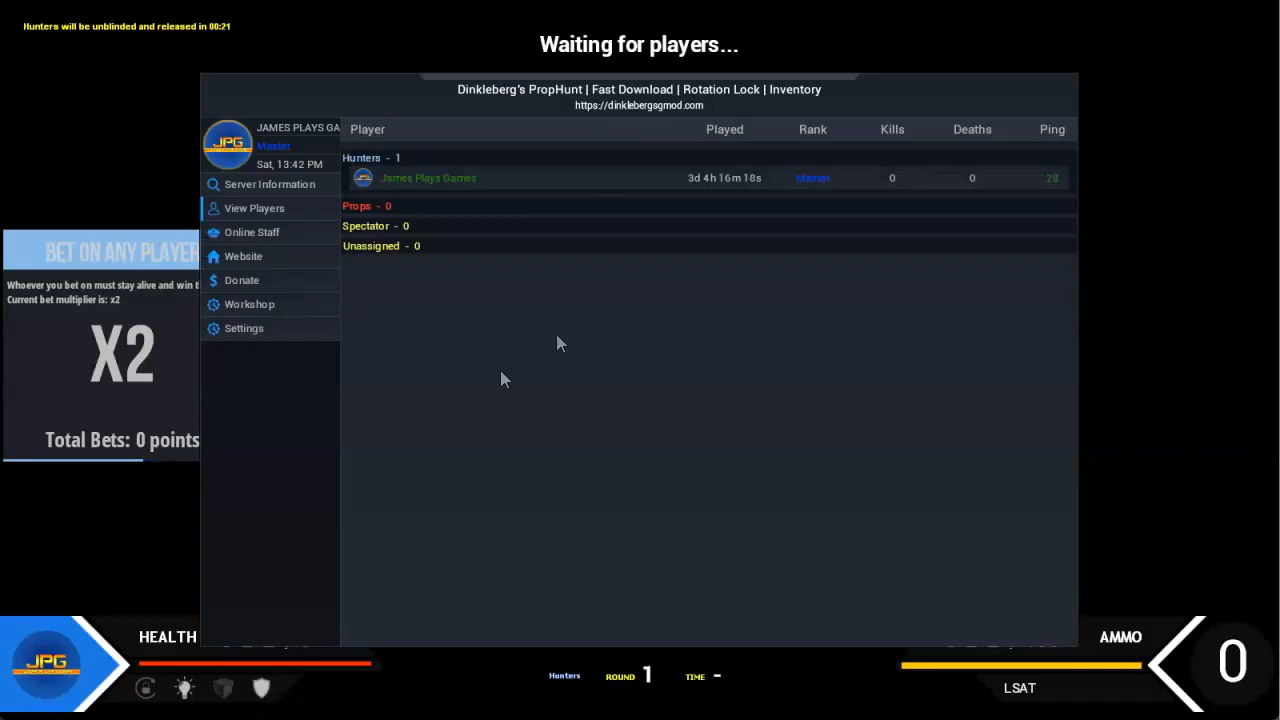 Hunters will be unblinded and released in 00:21
Waiting for players...
Dinkleberg's PropHunt | Fast Download | Rotation Lock | Inventory
https://dinklebergsgmod.com
JPG
JAMES PLAYS GA
Master
Sat, 13:42 PM
Player Played Rank Kills Deaths Ping
Hunters - 1
James Plays Games 3d 4h 16m 18s Master 0 0 28
Props - 0
Spectator - 0
Unassigned - 0
Server Information
View Players
Online Staff
Website
Donate
Workshop
Settings
BET ON ANY PLAYER
Whoever you bet on must stay alive and win t
Current bet multiplier is: x2
X2
Total Bets: 0 points
JPG
HEALTH
Hunters ROUND 1 TIME -
AMMO
0
LSAT